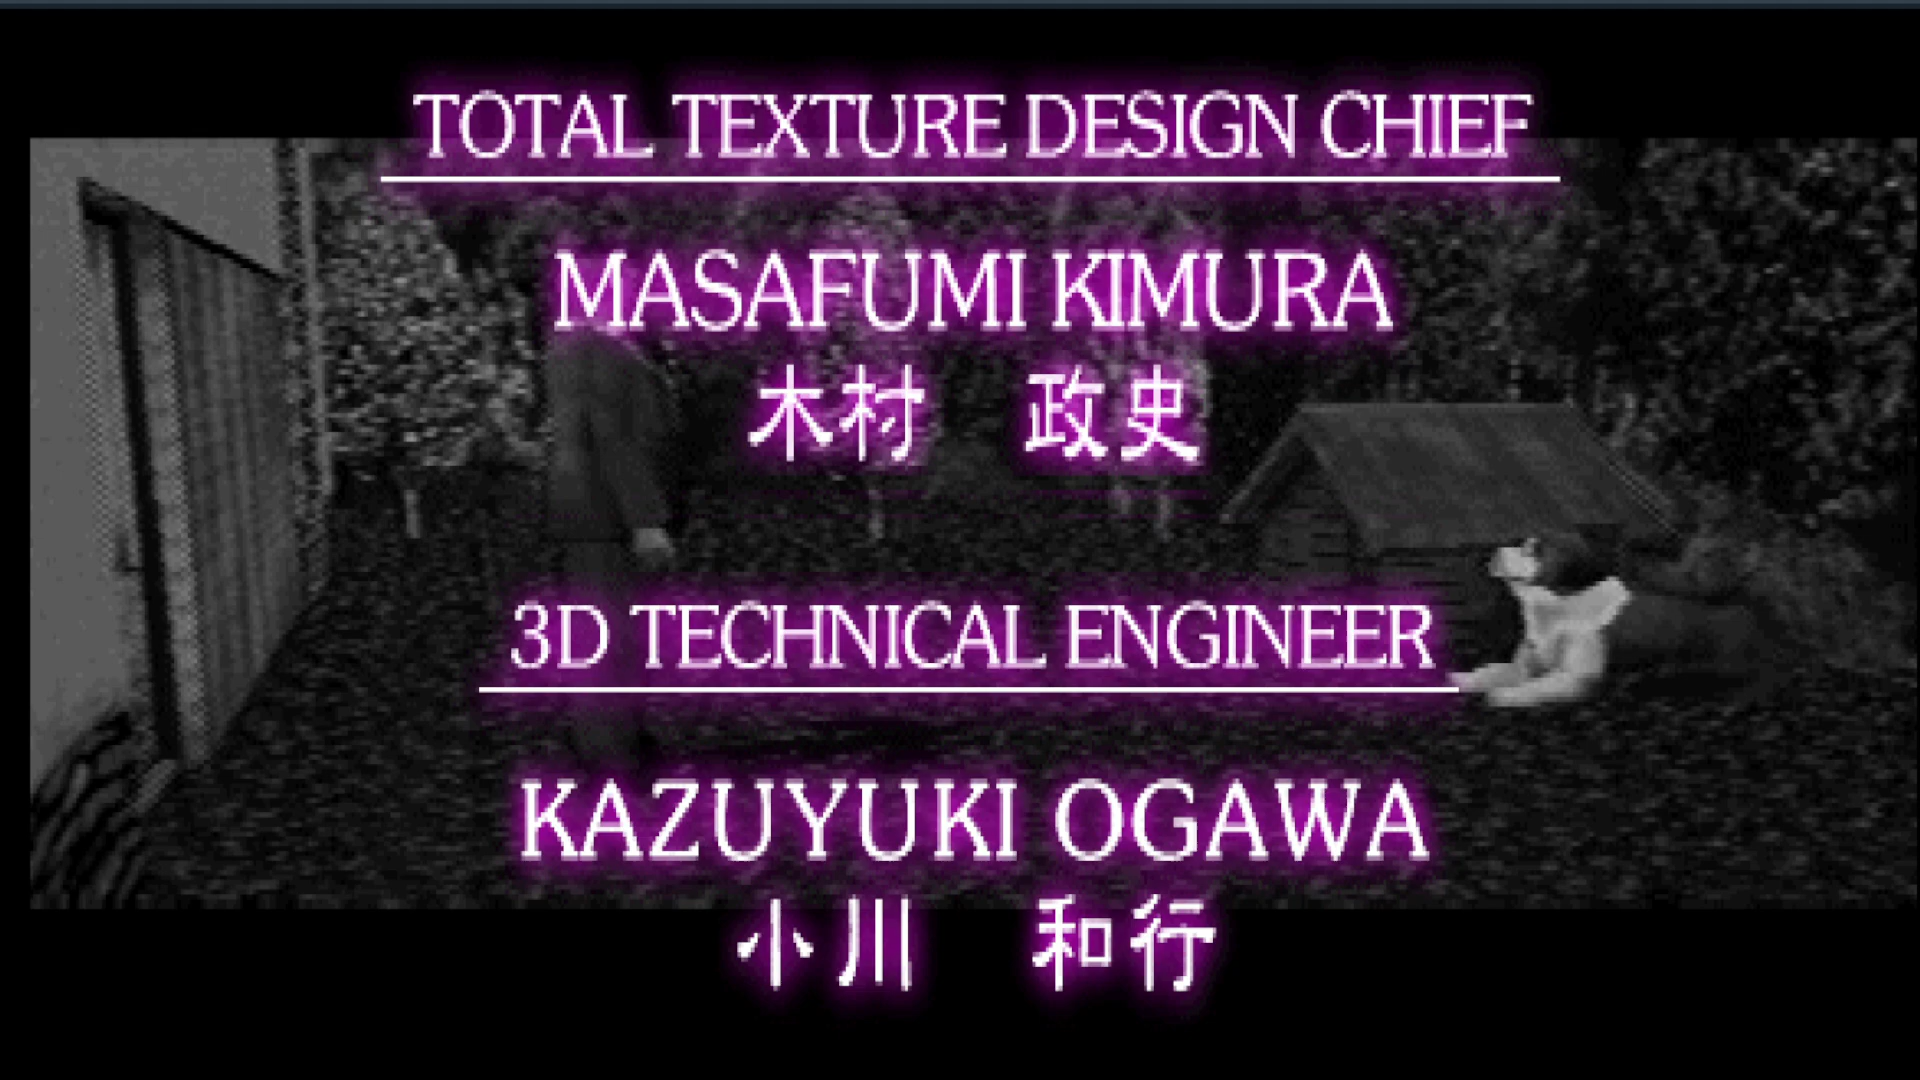 TOTAL TEXTURE DESIGN CHIEF
MASAFUMI KIMURA
木村　政史
3D TECHNICAL ENGINEER
KAZUYUKI OGAWA
小川　和行